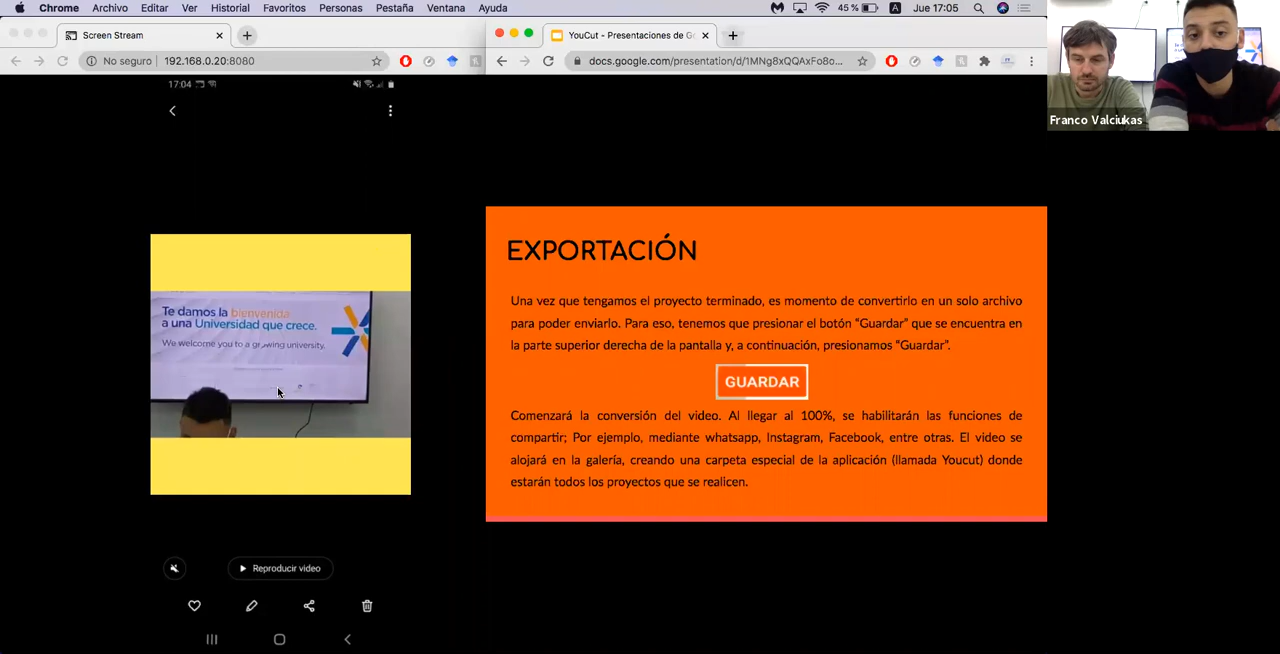 Chrome Archivo Editar Ver Historial Favoritos Personas Pestaña Ventana Ayuda 45 % A Jue 17:05
Screen Stream
No seguro 192.168.0.20:8080
YouCut - Presentaciones de Go
docs.google.com/presentation/d/1MNg8xQQAxFo8o...
Franco Valciukas
17:04
Te damos la bienvenida
a una Universidad que crece.
We welcome you to a growing university.
Reproducir video
EXPORTACIÓN
Una vez que tengamos el proyecto terminado, es momento de convertirlo en un solo archivo
para poder enviarlo. Para eso, tenemos que presionar el botón “Guardar” que se encuentra en
la parte superior derecha de la pantalla y, a continuación, presionamos “Guardar”.
GUARDAR
Comenzará la conversión del video. Al llegar al 100%, se habilitarán las funciones de
compartir; Por ejemplo, mediante whatsapp, Instagram, Facebook, entre otras. El video se
alojará en la galería, creando una carpeta especial de la aplicación (llamada Youcut) donde
estarán todos los proyectos que se realicen.